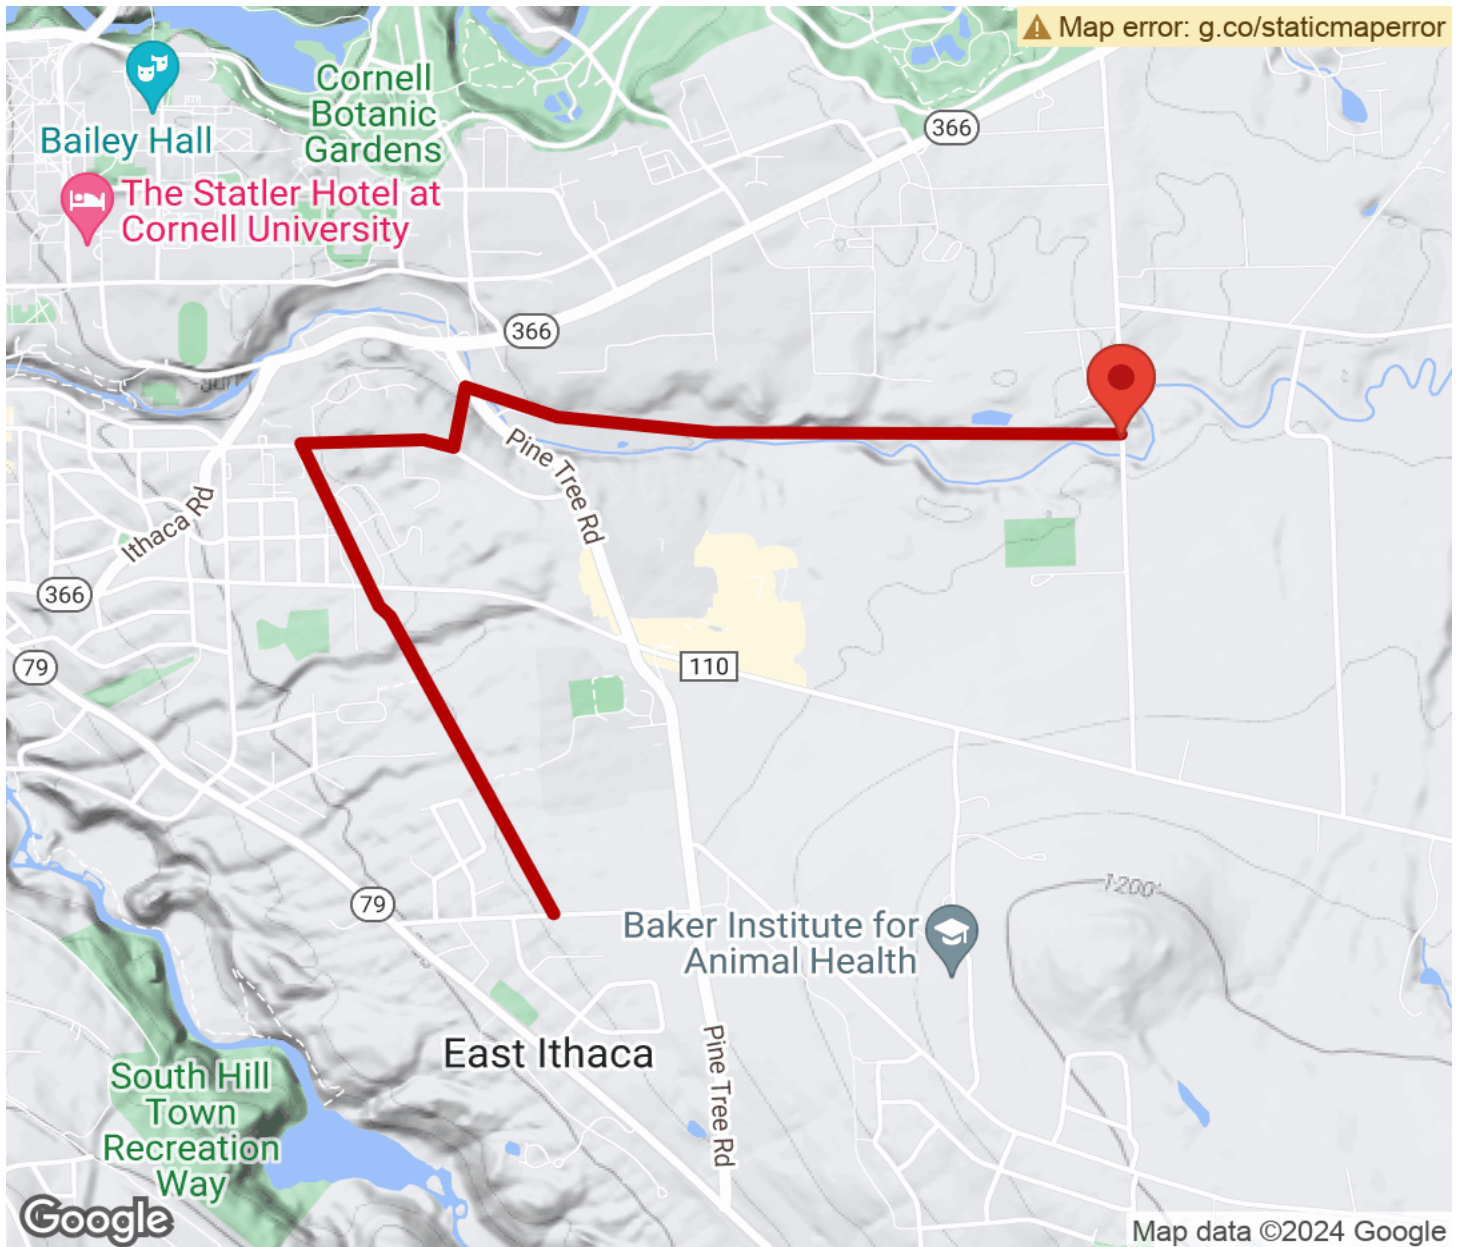 Map error: g.co/staticmaperror
Cornell
Botanic
Gardens
Bailey Hall
366
The Statler Hotel at
Cornell University
366
Pine Tree Rd
Ithaca Rd
366
79
110
1200'
79
Baker Institute for
Animal Health
East Ithaca
Pine Tree Rd
South Hill
Town
Recreation
Way
Google
Map data ©2024 Google